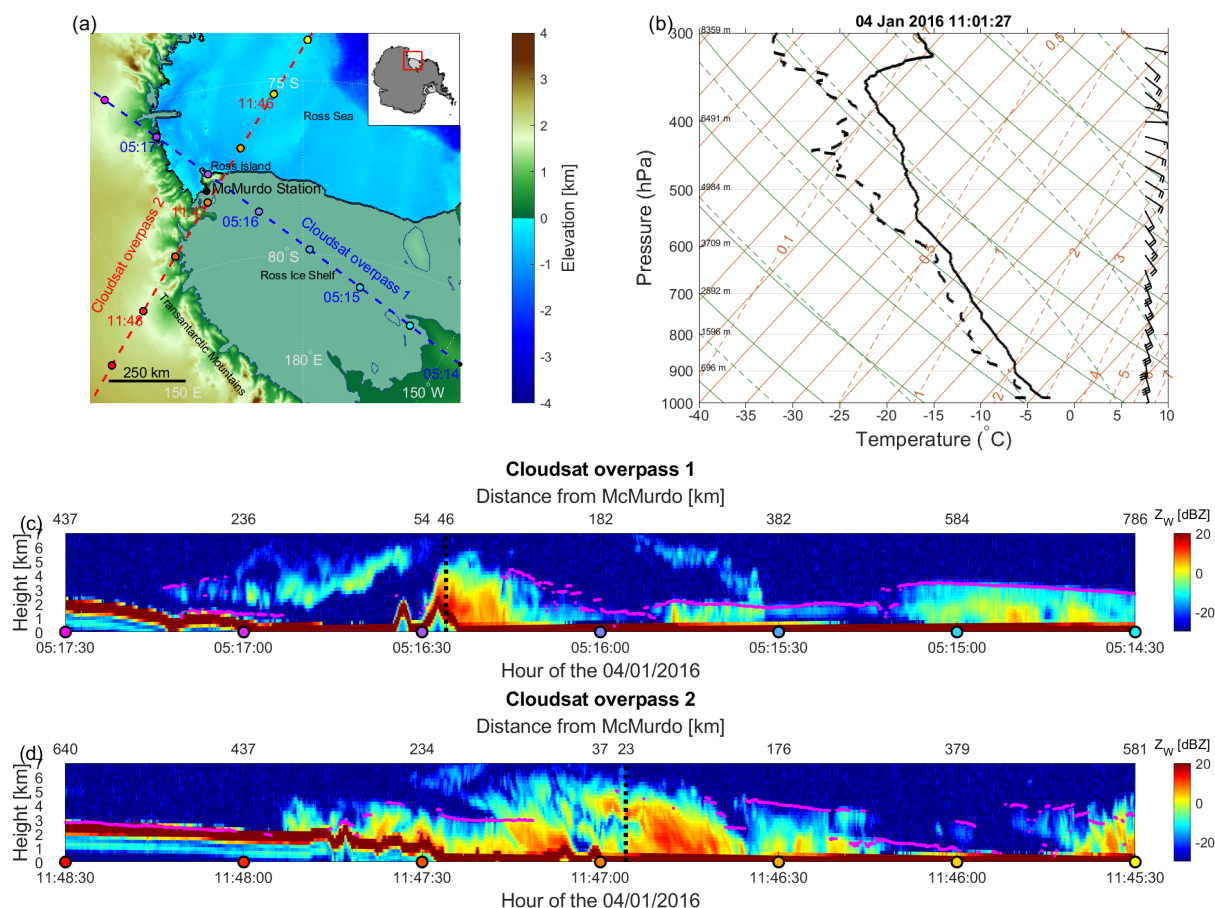 (a)
75°S
11:46
Ross Sea
05:17
Ross Island
McMurdo Station
05:16
Cloudsat overpass 1
Cloudsat overpass 2
80°S
Ross Ice Shelf
05:15
11:48
Transantarctic Mountains
180°E
250 km
150 E
150°W
05:14
4
3
2
1
0
-1
-2
-3
-4
Elevation [km]
(b)
04 Jan 2016 11:01:27
300
400
500
600
700
800
900
1000
Pressure (hPa)
8359 m
6491 m
4984 m
3709 m
2592 m
1596 m
696 m
0.5
1
0.1
0.5
1
2
3
1
2
4
5
7
-40
-35
-30
-25
-20
-15
-10
-5
0
5
10
Temperature (°C)
Cloudsat overpass 1
Distance from McMurdo [km]
(c)
437
236
54
46
182
382
584
786
Z_W [dBZ]
7
6
5
4
3
2
1
0
Height [km]
20
0
-20
05:17:30
05:17:00
05:16:30
05:16:00
05:15:30
05:15:00
05:14:30
Hour of the 04/01/2016
Cloudsat overpass 2
Distance from McMurdo [km]
(d)
640
437
234
37
23
176
379
581
Z_W [dBZ]
7
6
5
4
3
2
1
0
Height [km]
20
0
-20
11:48:30
11:48:00
11:47:30
11:47:00
11:46:30
11:46:00
11:45:30
Hour of the 04/01/2016